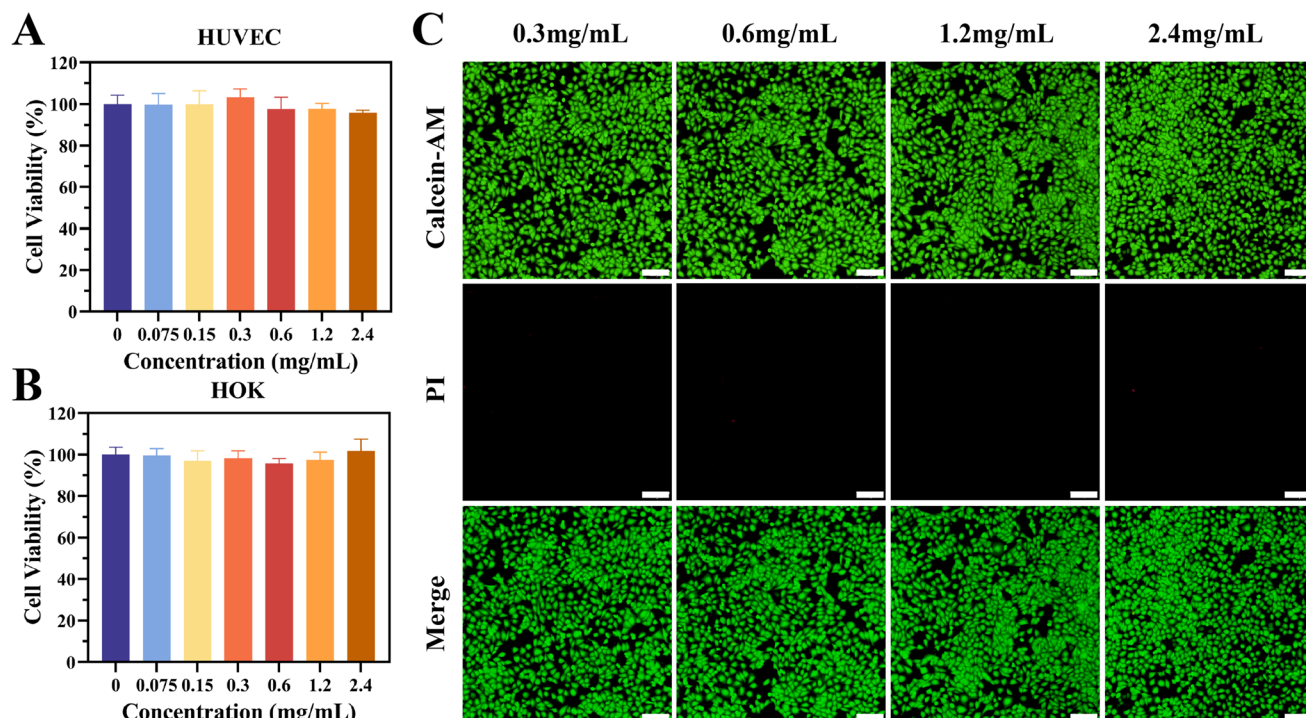 A
HUVEC
Cell Viability (%)
120
100
80
60
40
20
0
0 0.075 0.15 0.3 0.6 1.2 2.4
Concentration (mg/mL)
B
HOK
Cell Viability (%)
120
100
80
60
40
20
0
0 0.075 0.15 0.3 0.6 1.2 2.4
Concentration (mg/mL)
C
0.3mg/mL 0.6mg/mL 1.2mg/mL 2.4mg/mL
Calcein-AM
PI
Merge